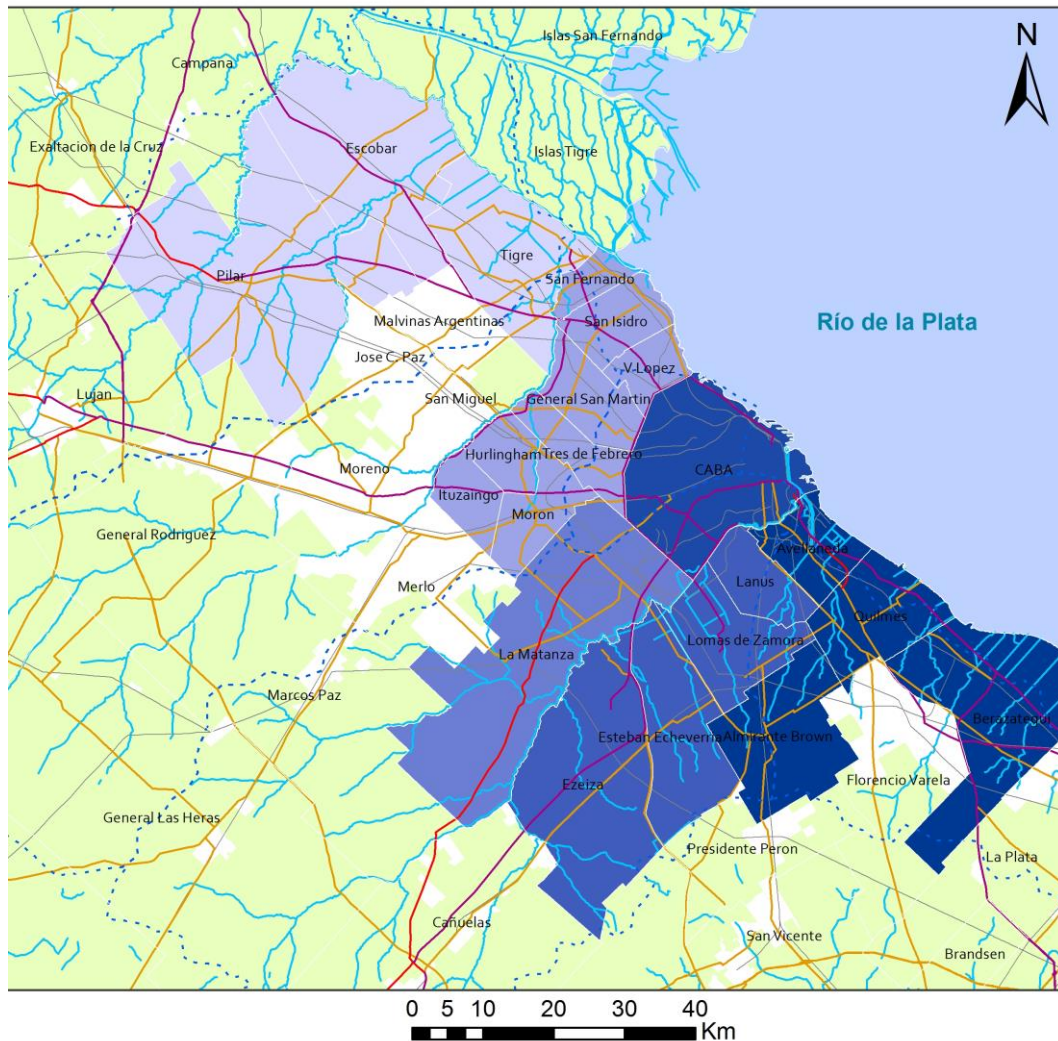 Islas San Fernando
N
Campana
Exaltacion de la Cruz
Escobar
Islas Tigre
Tigre
Pilar
San Fernando
Malvinas Argentinas
San Isidro
Río de la Plata
Jose C. Paz
V-Lopez
Lujan
San Miguel
General San Martin
Hurlingham
Tres de Febrero
Moreno
CABA
Ituzaingo
Moron
General Rodriguez
Avellaneda
Merlo
Lanus
Quilmes
Lomas de Zamora
La Matanza
Marcos Paz
Berazategui
Esteban Echeverria
Almirante Brown
Ezeiza
Florencio Varela
General Las Heras
Presidente Peron
La Plata
Cañuelas
San Vicente
Brandsen
0 5 10 20 30 40
Km